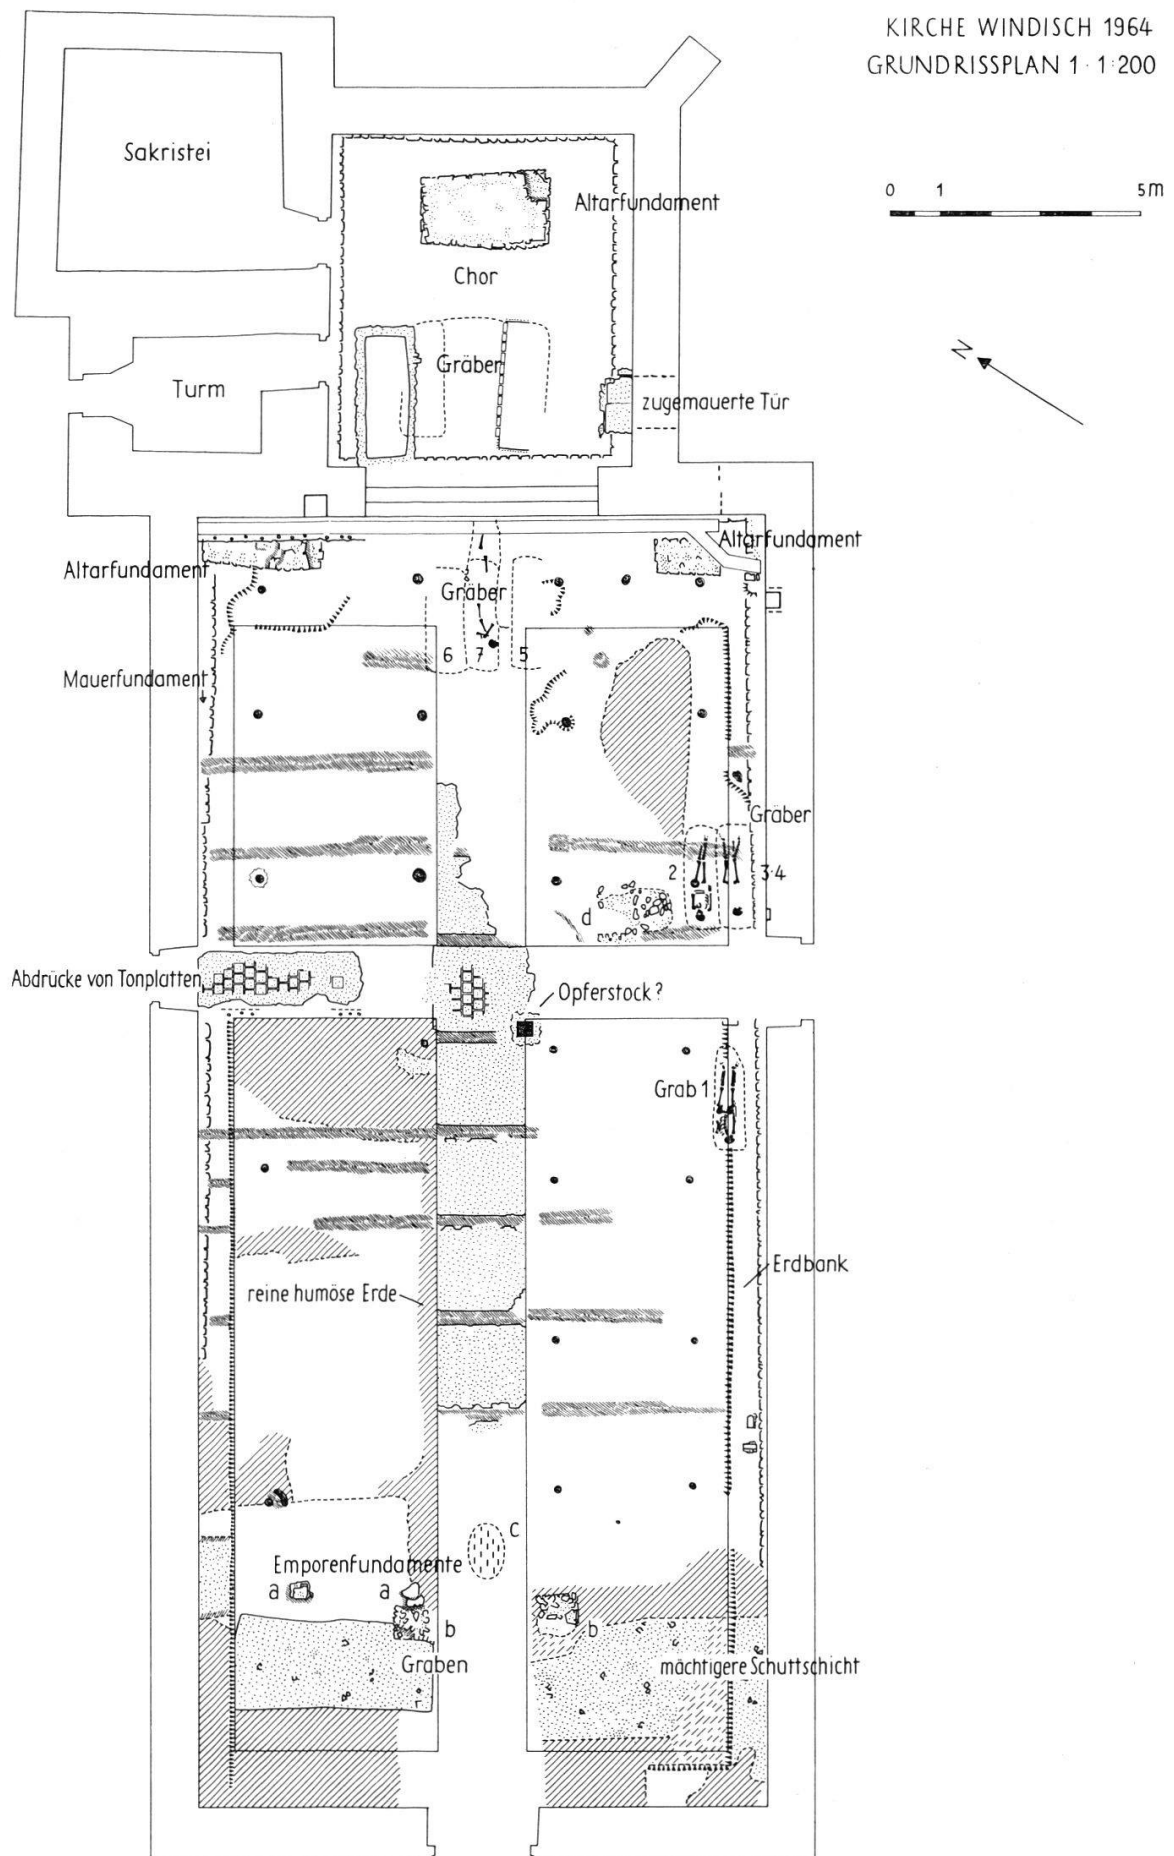 KIRCHE WINDISCH 1964
GRUNDRISSPLAN 1 · 1:200
Sakristei
0 1 5m
Altarfundament
Chor
N
Gräber
Turm
zugemauerte Tür
Altarfundament
Altarfundament
Gräber
6 7 5
Mauerfundament
Gräber
2 3·4
d
Abdrücke von Tonplatten
Opferstock?
Grab 1
Erdbank
reine humöse Erde
c
Emporenfundamente
a a
b b
Graben
mächtigere Schuttschicht